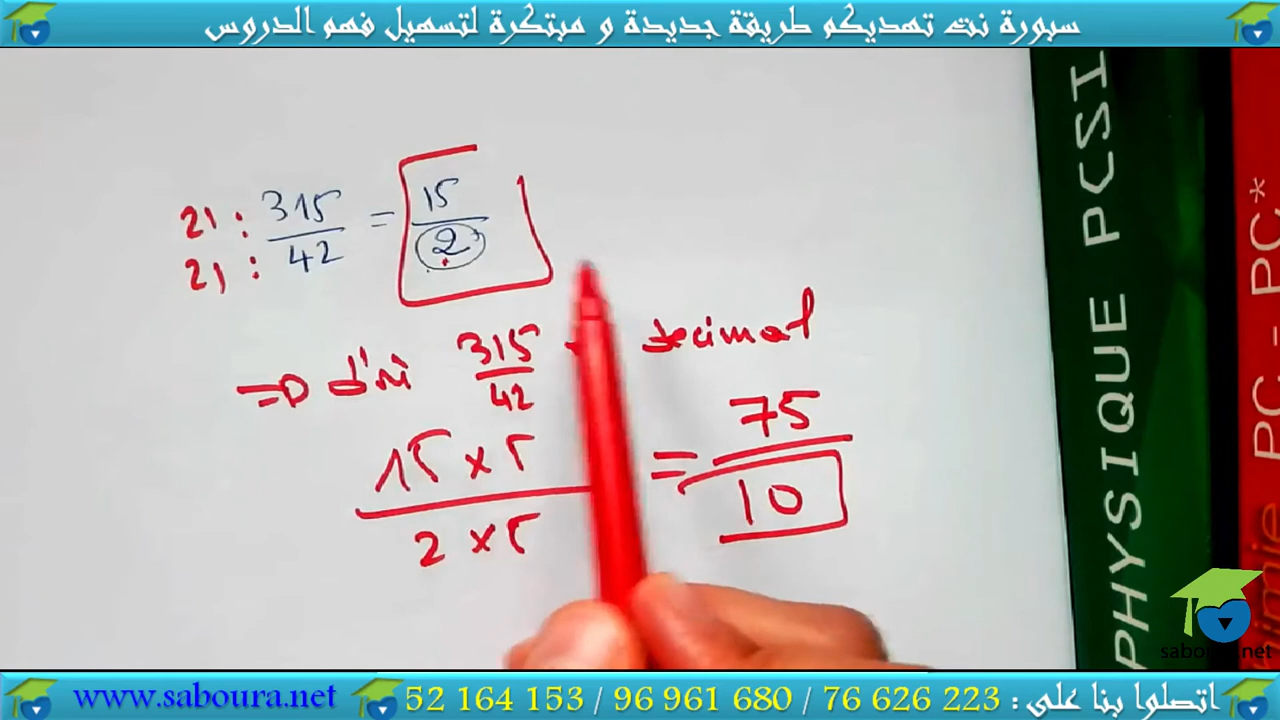 سبورة نت تهديكم طريقة جديدة و مبتكرة لتسهيل فهم الدروس
21 : 315 / 42 = 15 / 2
21 :
=> d'où 315 / 42 decimal
15 x 5 / 2 x 5 = 75 / 10
PHYSIQUE PCSI
PC - PC*
saboura.net
www.saboura.net
اتصلوا بنا على : 223 626 76 / 680 961 96 / 153 164 52